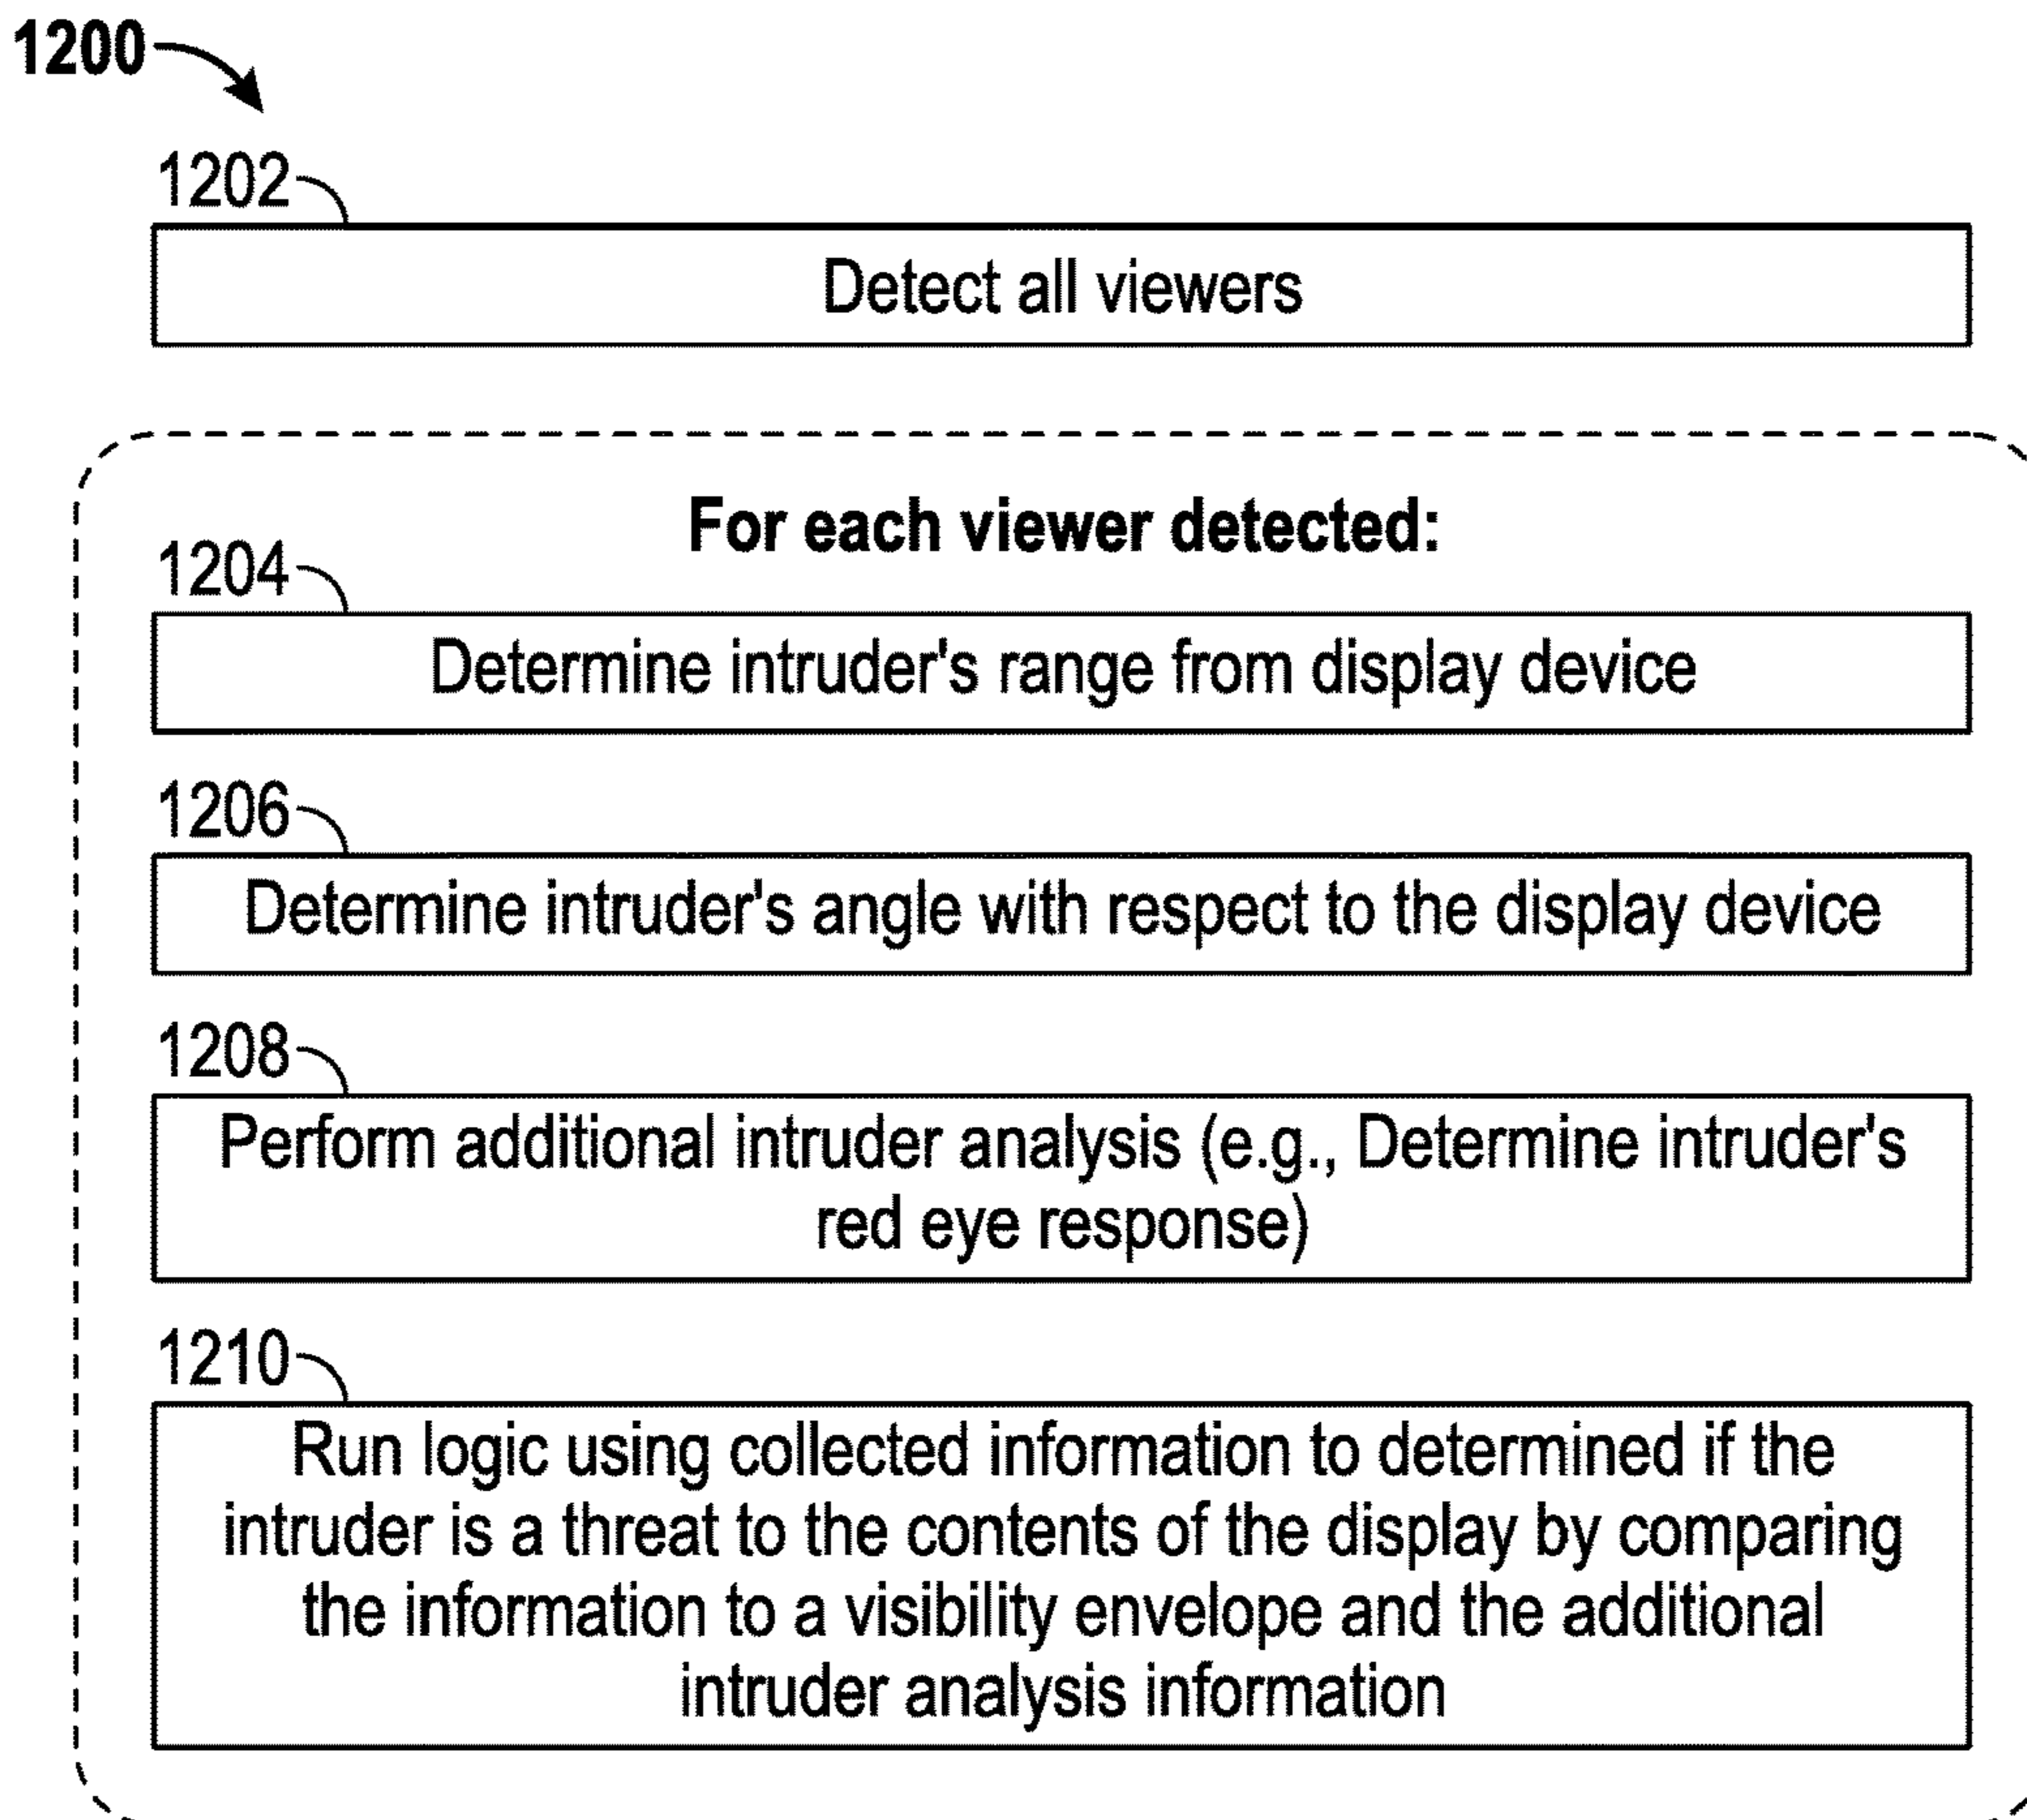 1200
1202
Detect all viewers
For each viewer detected:
1204
Determine intruder's range from display device
1206
Determine intruder's angle with respect to the display device
1208
Perform additional intruder analysis (e.g., Determine intruder's
red eye response)
1210
Run logic using collected information to determined if the
intruder is a threat to the contents of the display by comparing
the information to a visibility envelope and the additional
intruder analysis information